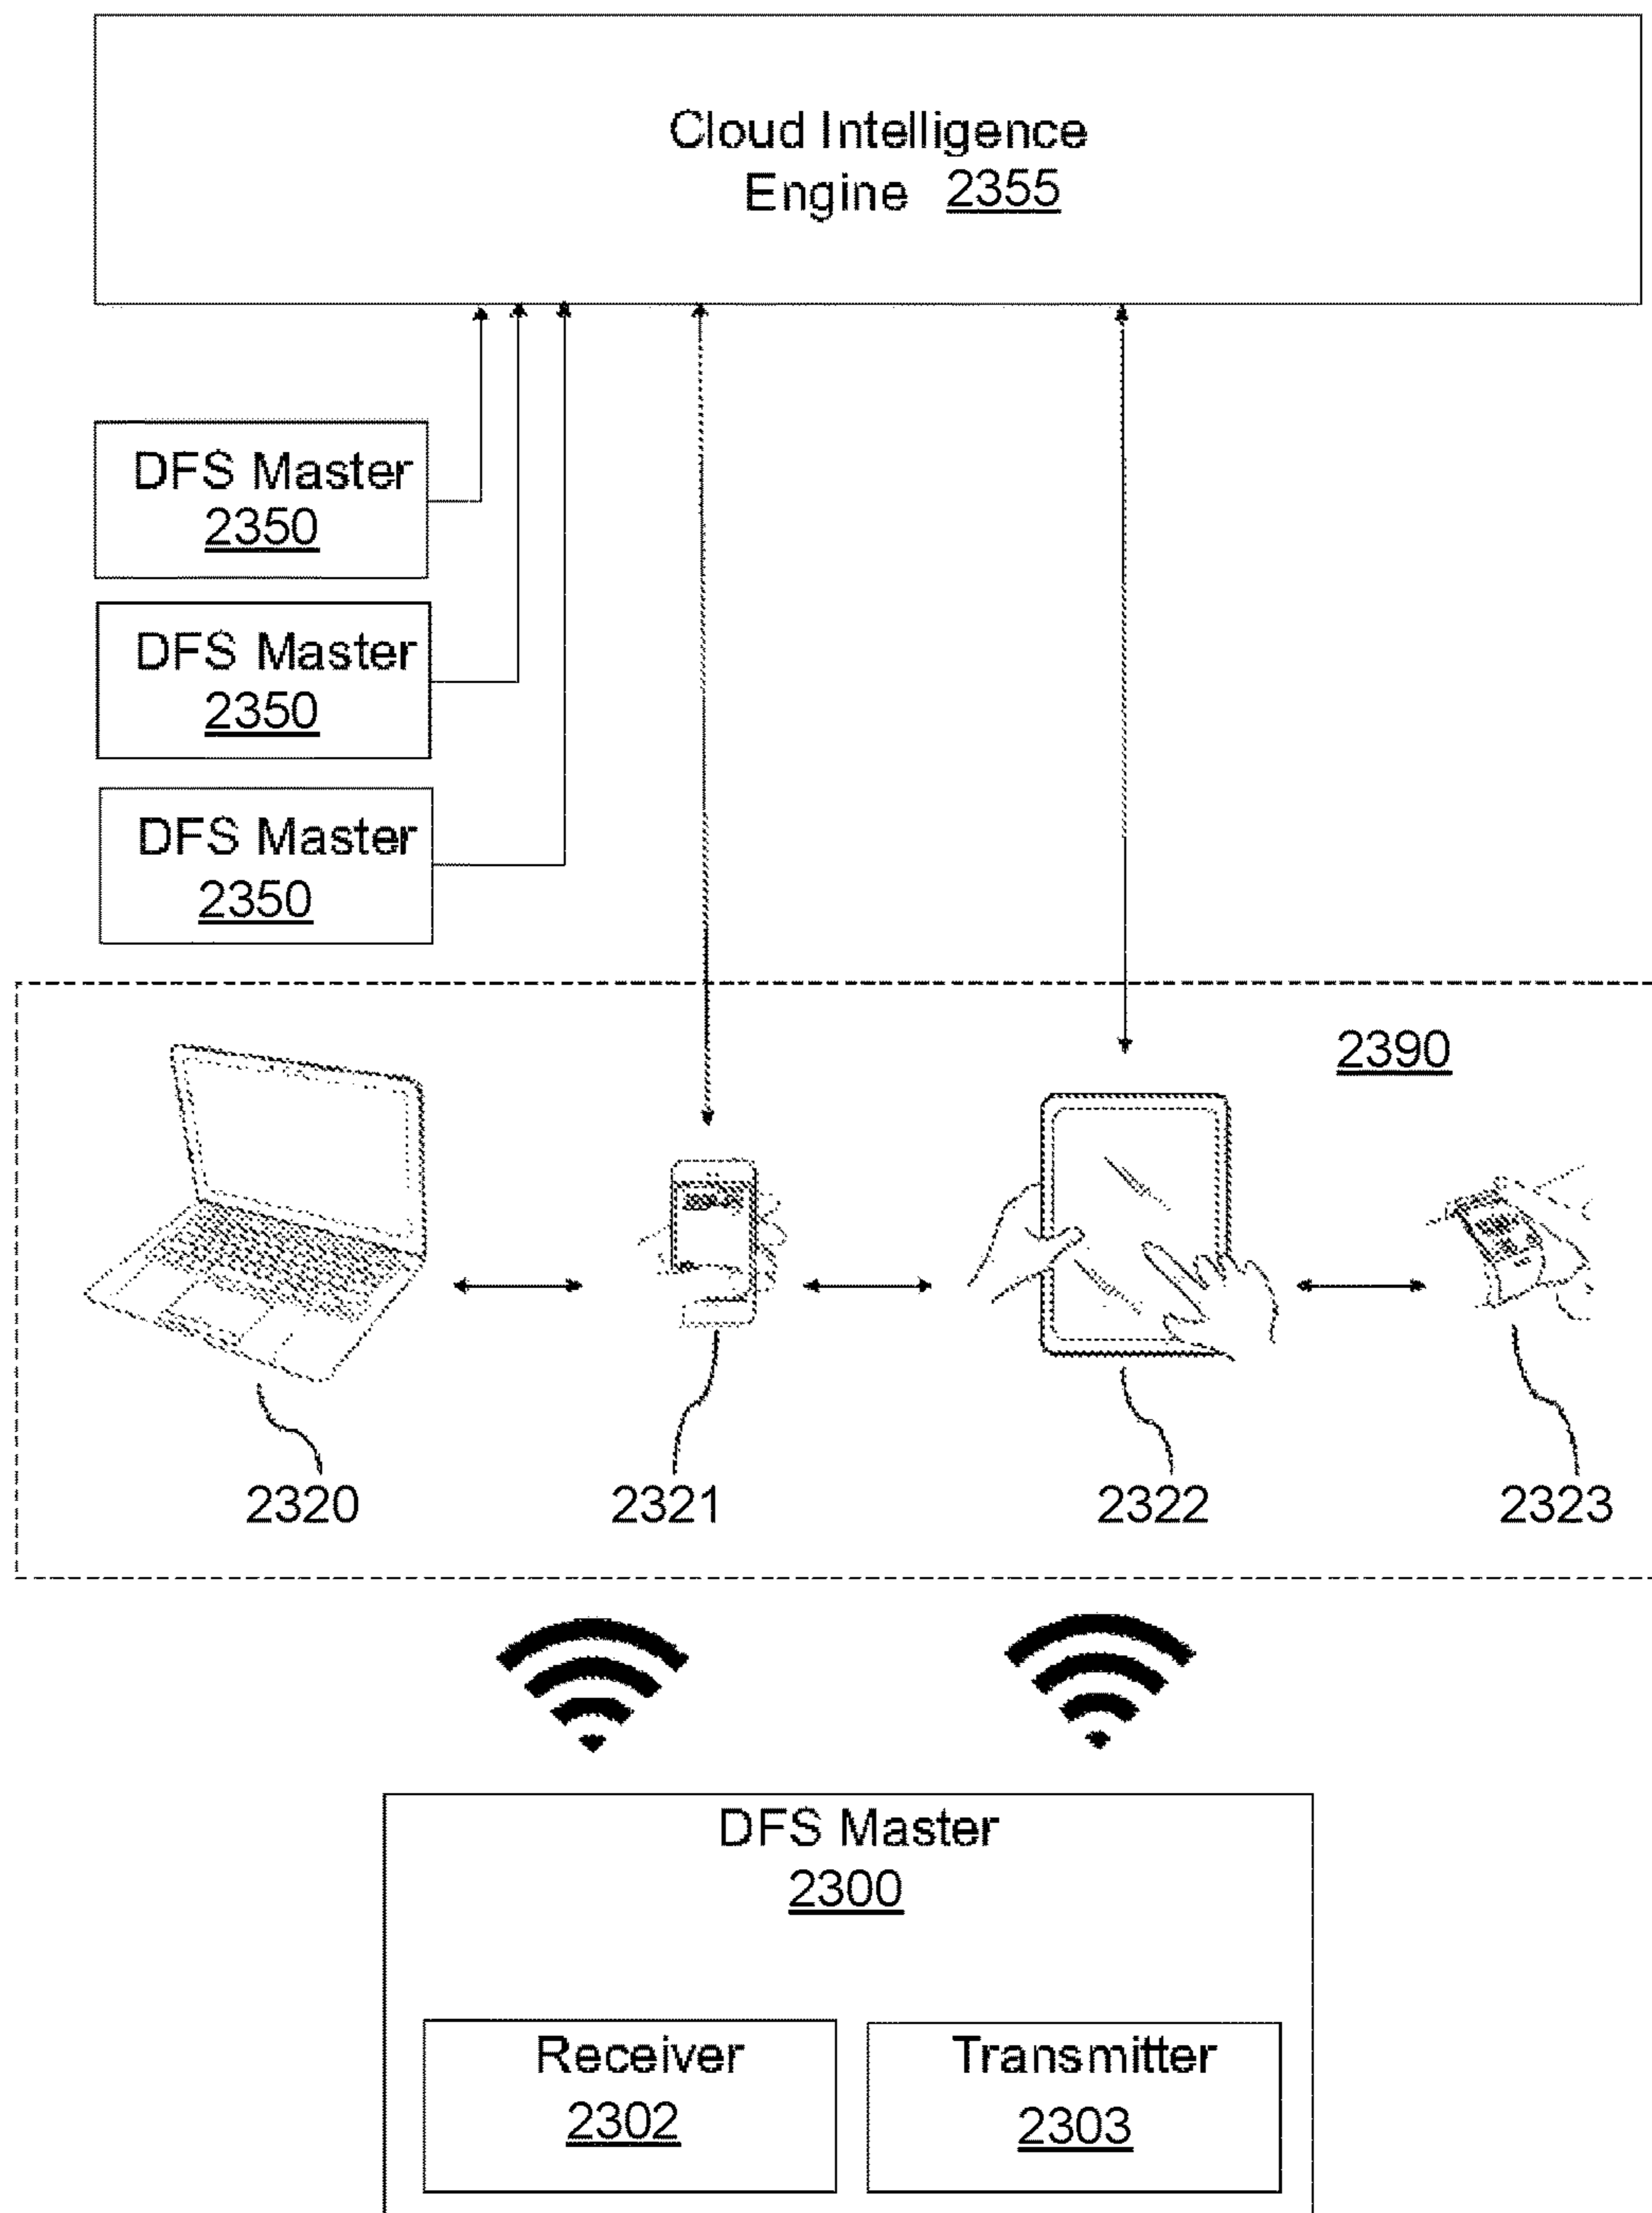 Cloud Intelligence
Engine 2355
DFS Master
2350
DFS Master
2350
DFS Master
2350
2390
2320
2321
2322
2323
DFS Master
2300
Receiver
2302
Transmitter
2303